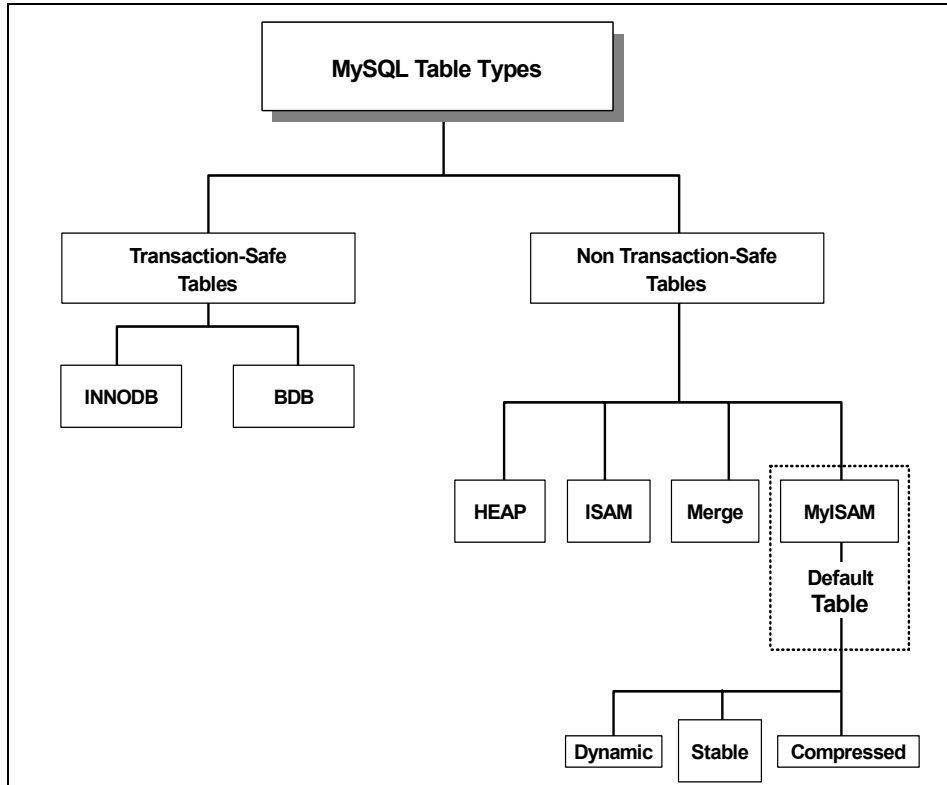 MySQL Table Types
Transaction-Safe
Tables
Non Transaction-Safe
Tables
INNODB
BDB
HEAP
ISAM
Merge
MyISAM
Default
Table
Dynamic
Stable
Compressed